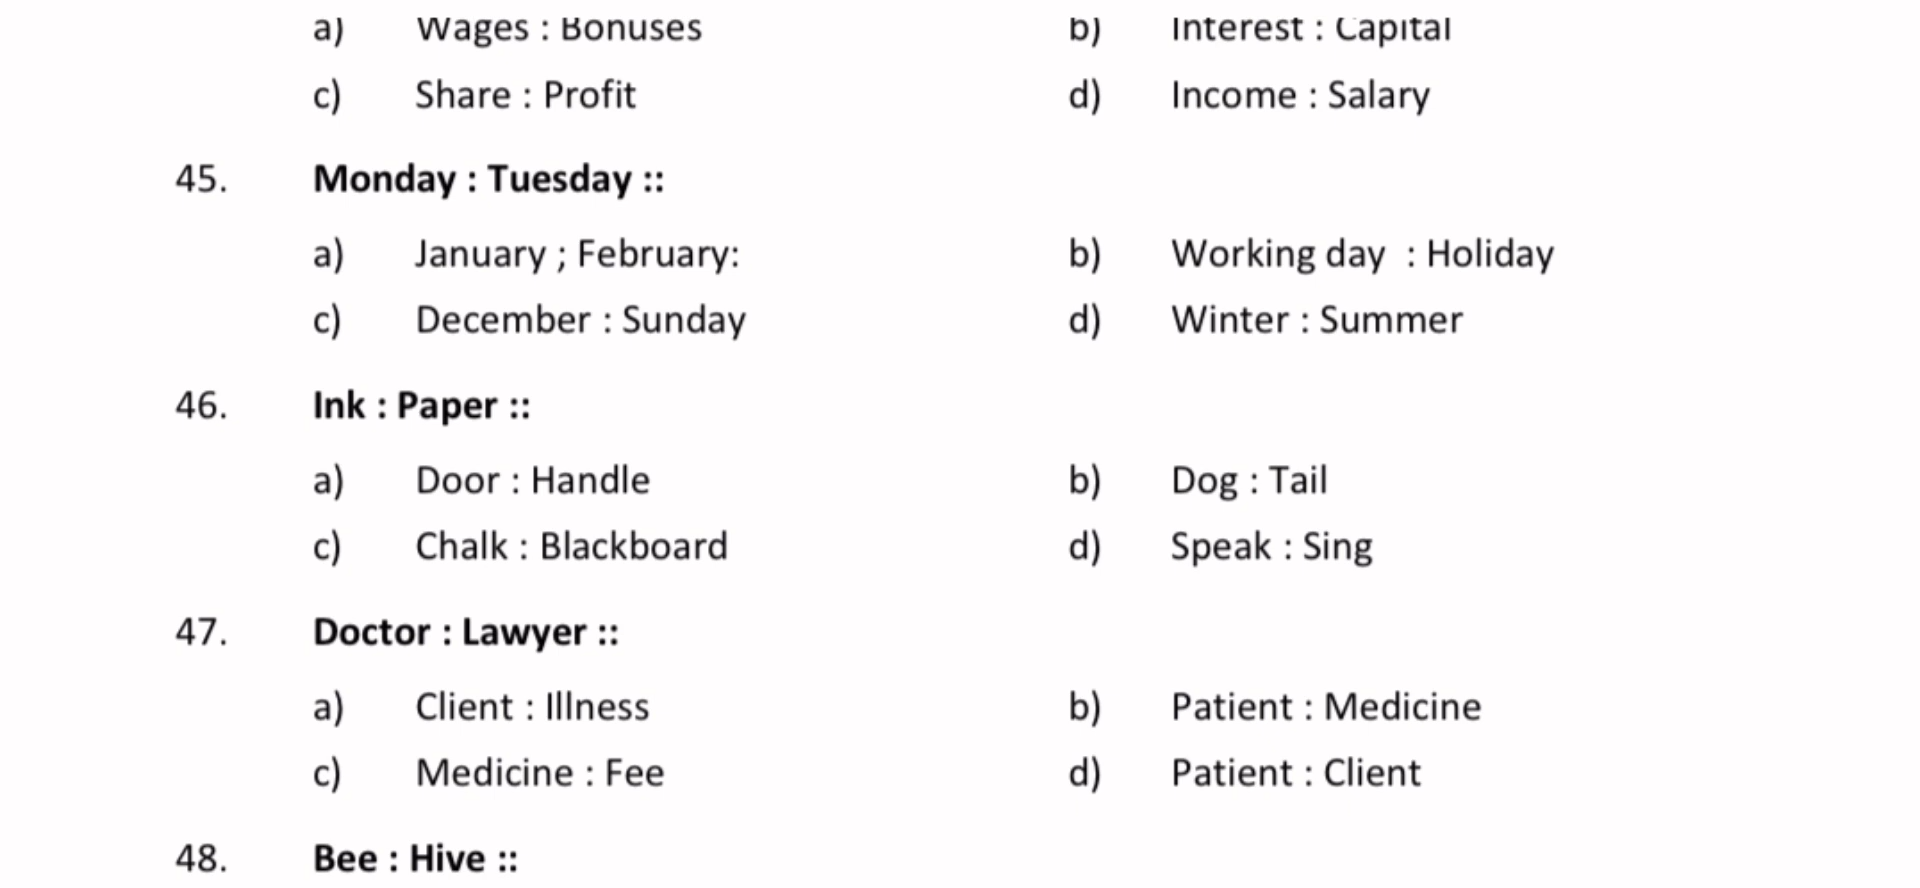 a) Wages : Bonuses b) Interest : Capital
c) Share : Profit d) Income : Salary
45. Monday : Tuesday ::
a) January ; February: b) Working day : Holiday
c) December : Sunday d) Winter : Summer
46. Ink : Paper ::
a) Door : Handle b) Dog : Tail
c) Chalk : Blackboard d) Speak : Sing
47. Doctor : Lawyer ::
a) Client : Illness b) Patient : Medicine
c) Medicine : Fee d) Patient : Client
48. Bee : Hive ::